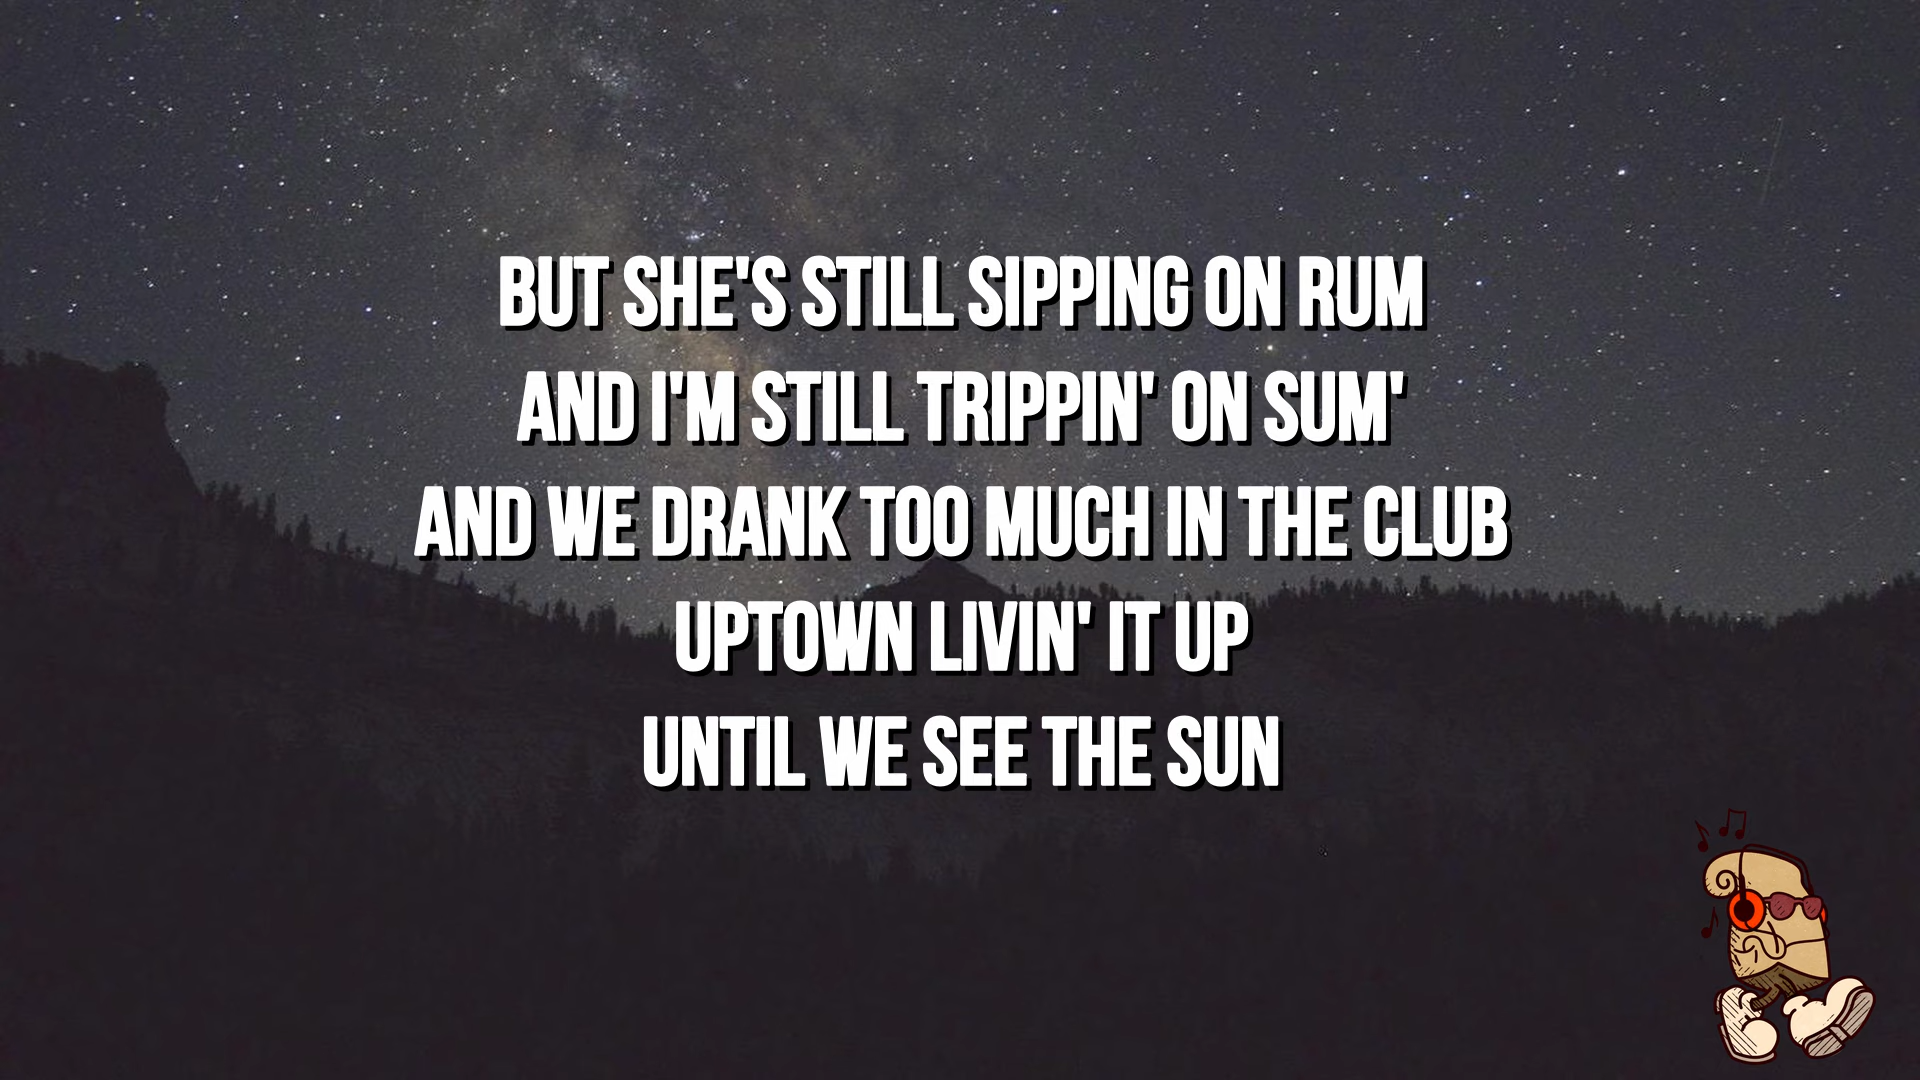 BUT SHE'S STILL SIPPING ON RUM
AND I'M STILL TRIPPIN' ON SUM'
AND WE DRANK TOO MUCH IN THE CLUB
UPTOWN LIVIN' IT UP
UNTIL WE SEE THE SUN